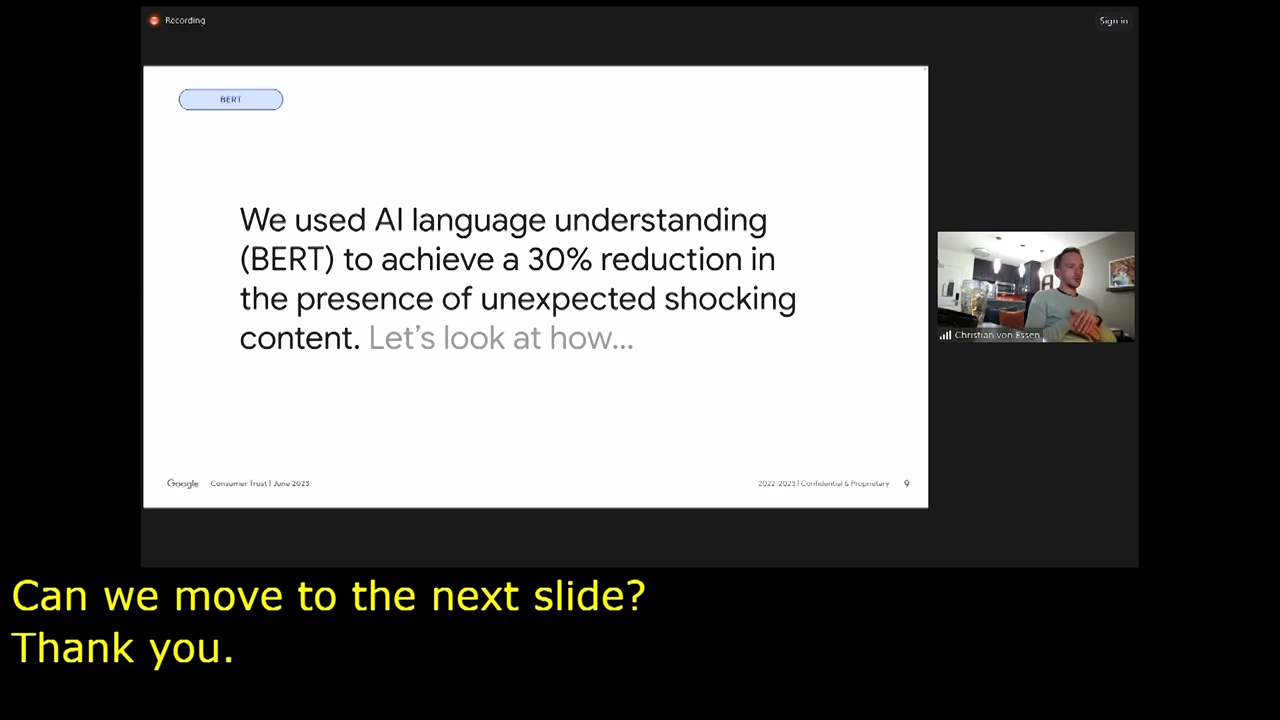 Recording
Sign in
BERT
We used AI language understanding
(BERT) to achieve a 30% reduction in
the presence of unexpected shocking
content. Let's look at how...
Christian von Essen
Google Consumer Trust | June 2023
2022-2023 | Confidential & Proprietary 9
Can we move to the next slide?
Thank you.